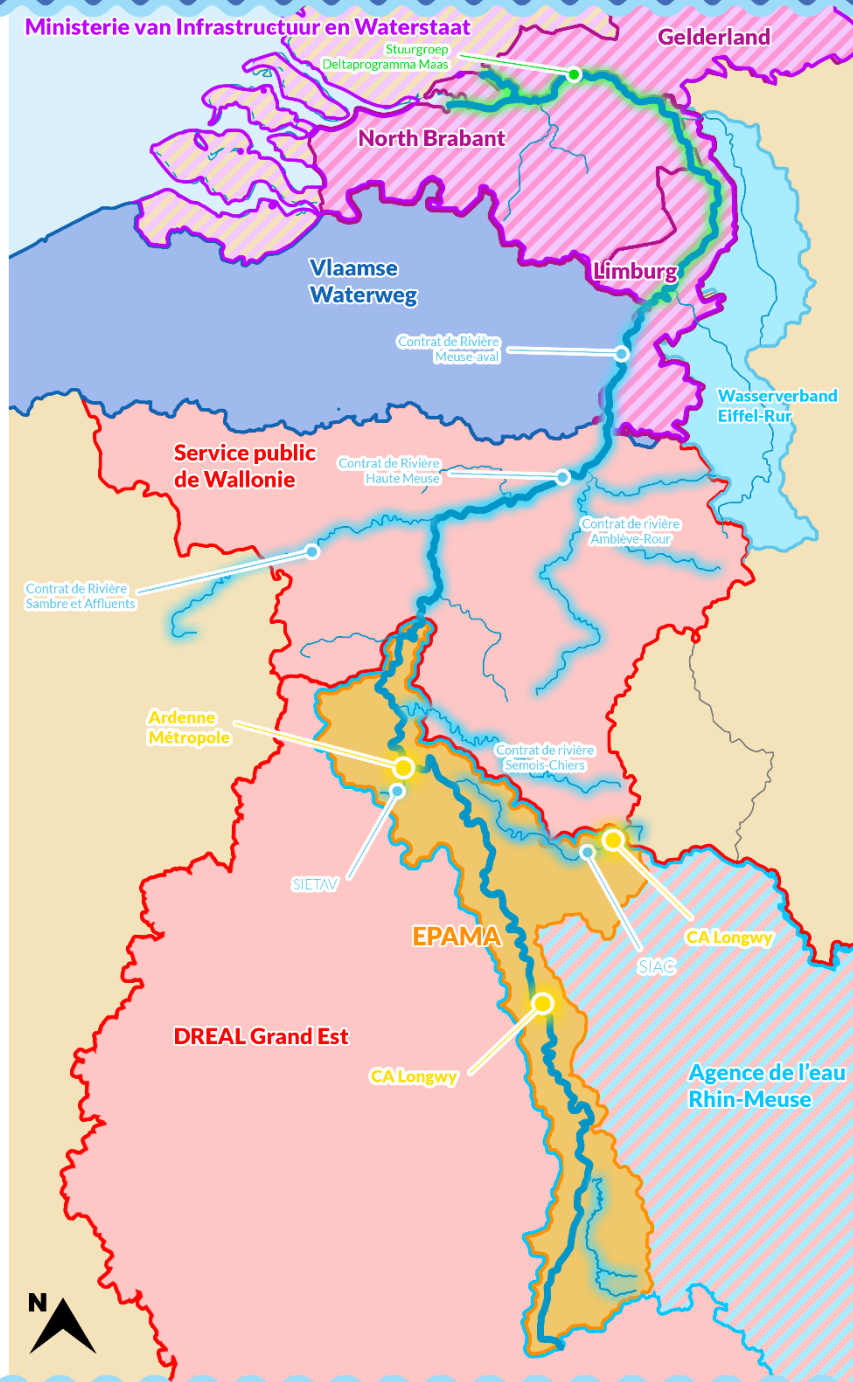 Ministerie van Infrastructuur en Waterstaat
Gelderland
Stuurgroep
Deltaprogramma Maas
North Brabant
Limburg
Vlaamse
Waterweg
Contrat de Rivière
Meuse-aval
Wasserverband
Eiffel-Rur
Service public
de Wallonie
Contrat de Rivière
Haute Meuse
Contrat de rivière
Amblève-Rour
Contrat de Rivière
Sambre et Affluents
Ardenne
Métropole
Contrat de rivière
Semois-Chiers
SIETAV
EPAMA
CA Longwy
SIAC
DREAL Grand Est
CA Longwy
Agence de l'eau
Rhin-Meuse
N